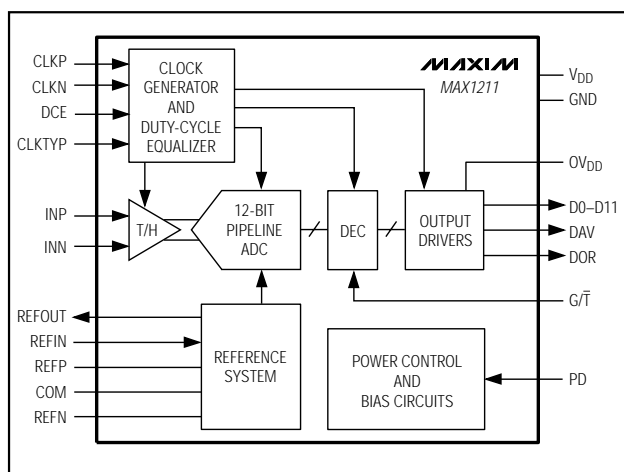 CLKP
CLKN
DCE
CLKTYP
CLOCK
GENERATOR
AND
DUTY-CYCLE
EQUALIZER
MAXIM
MAX1211
VDD
GND
OVDD
INP
INN
T/H
12-BIT
PIPELINE
ADC
DEC
OUTPUT
DRIVERS
D0–D11
DAV
DOR
G/T̅
REFOUT
REFIN
REFP
COM
REFN
REFERENCE
SYSTEM
POWER CONTROL
AND
BIAS CIRCUITS
PD